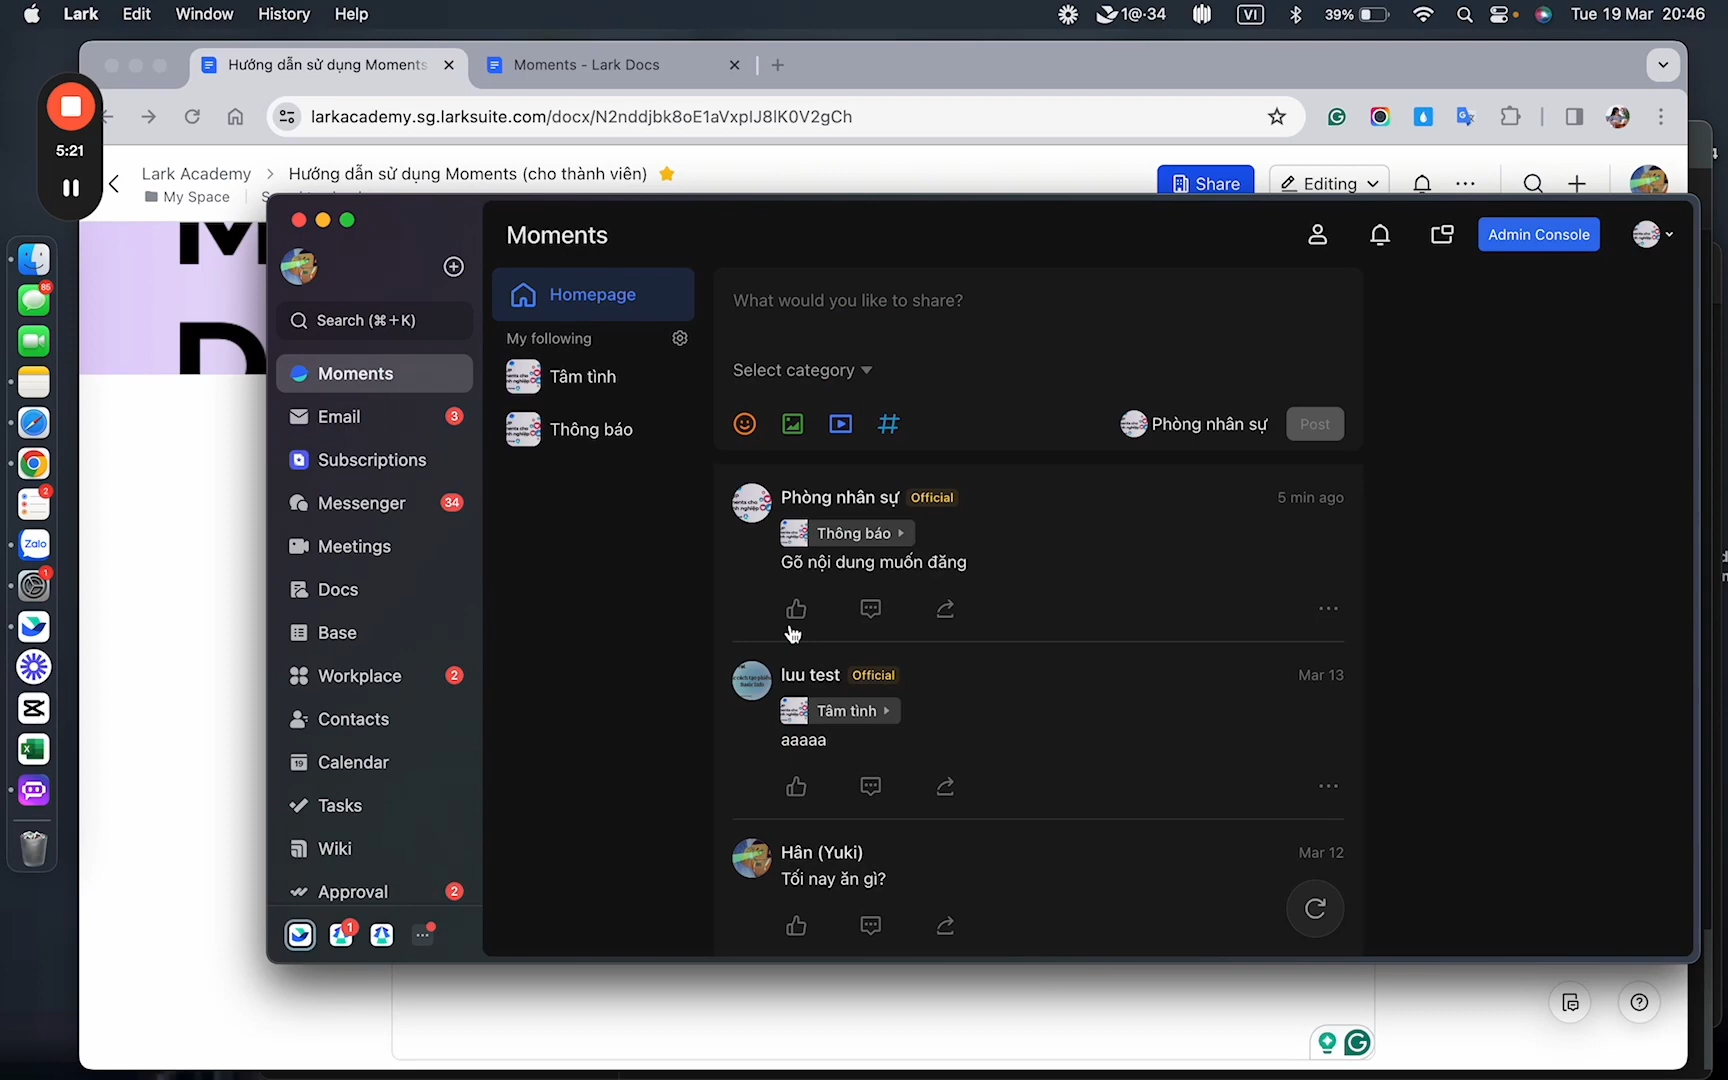 Lark Edit Window History Help
1@·34 VI 39% Tue 19 Mar 20:46
Hướng dẫn sử dụng Moments
Moments - Lark Docs
larkacademy.sg.larksuite.com/docx/N2nddjbk8oE1aVxplJ8lK0V2gCh
5:21
Lark Academy > Hướng dẫn sử dụng Moments (cho thành viên)
Share
Editing
My Space
Search (⌘+K)
Moments
Email 3
Subscriptions
Messenger 34
Meetings
Docs
Base
Workplace 2
Contacts
19 Calendar
Tasks
Wiki
Approval 2
1
85
2
Zalo
1
Moments
Admin Console
Homepage
My following
Tâm tình
Thông báo
What would you like to share?
Select category
Phòng nhân sự
Post
Phòng nhân sự Official 5 min ago
Thông báo
Gõ nội dung muốn đăng
luu test Official Mar 13
Tâm tình
aaaaa
Hân (Yuki) Mar 12
Tối nay ăn gì?